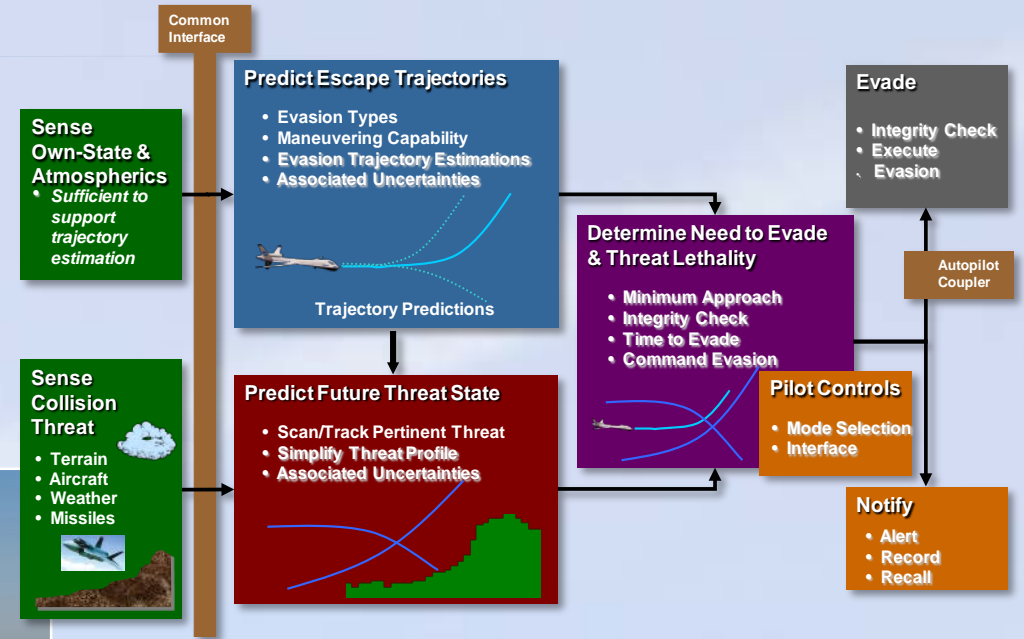 Common
Interface
Sense
Own-State &
Atmospherics
• Sufficient to
support
trajectory
estimation
Predict Escape Trajectories
• Evasion Types
• Maneuvering Capability
• Evasion Trajectory Estimations
• Associated Uncertainties
Trajectory Predictions
Evade
• Integrity Check
• Execute
. Evasion
Determine Need to Evade
& Threat Lethality
• Minimum Approach
• Integrity Check
• Time to Evade
• Command Evasion
Autopilot
Coupler
Sense
Collision
Threat
• Terrain
• Aircraft
• Weather
• Missiles
Predict Future Threat State
• Scan/Track Pertinent Threat
• Simplify Threat Profile
• Associated Uncertainties
Pilot Controls
• Mode Selection
• Interface
Notify
• Alert
• Record
• Recall